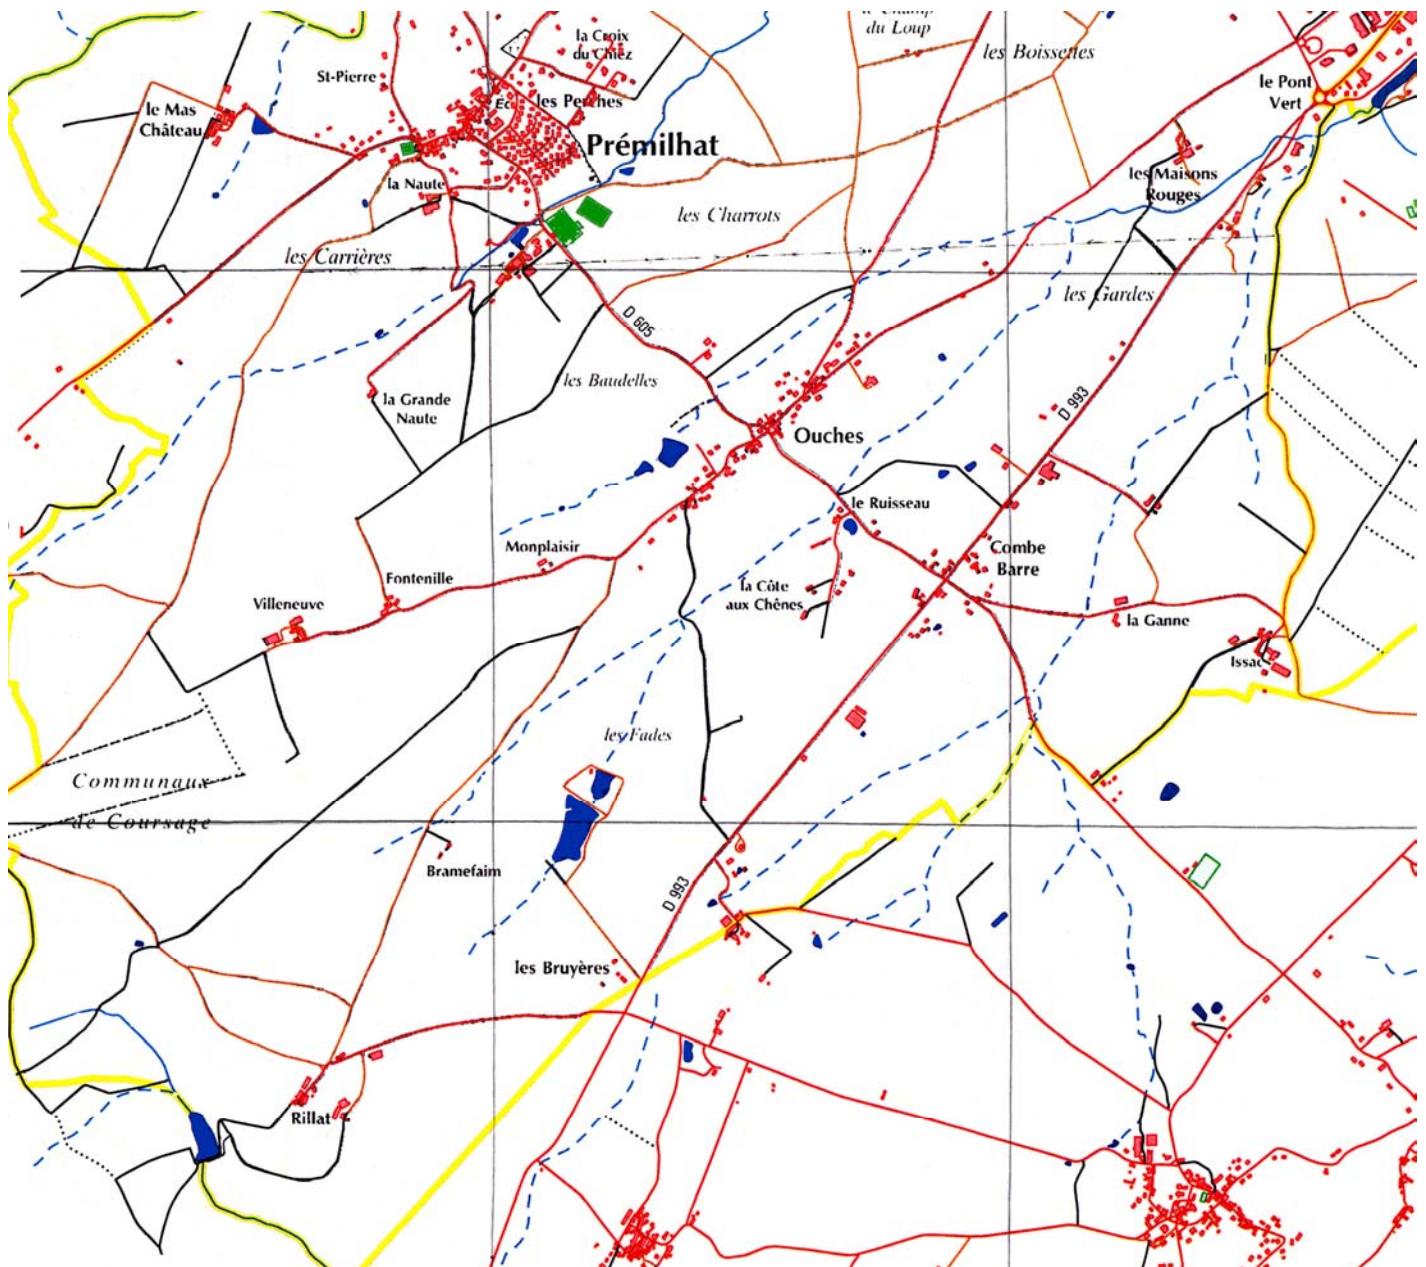 du Loup
la Croix
du Chiez
les Boissettes
St-Pierre
le Pont
Vert
le Mas
Château
Éc
les Perches
Prémilhat
la Naute
les Maisons
Rouges
les Charrots
les Carrières
les Gardes
D 605
les Baudelles
la Grande
Naute
D 993
Ouches
le Ruisseau
Monplaisir
Combe
Barre
Fontenille
la Côte
aux Chênes
Villeneuve
la Ganne
Issac
les Fades
Communaux
de Coursage
Bramefaim
D 993
les Bruyères
Rillat